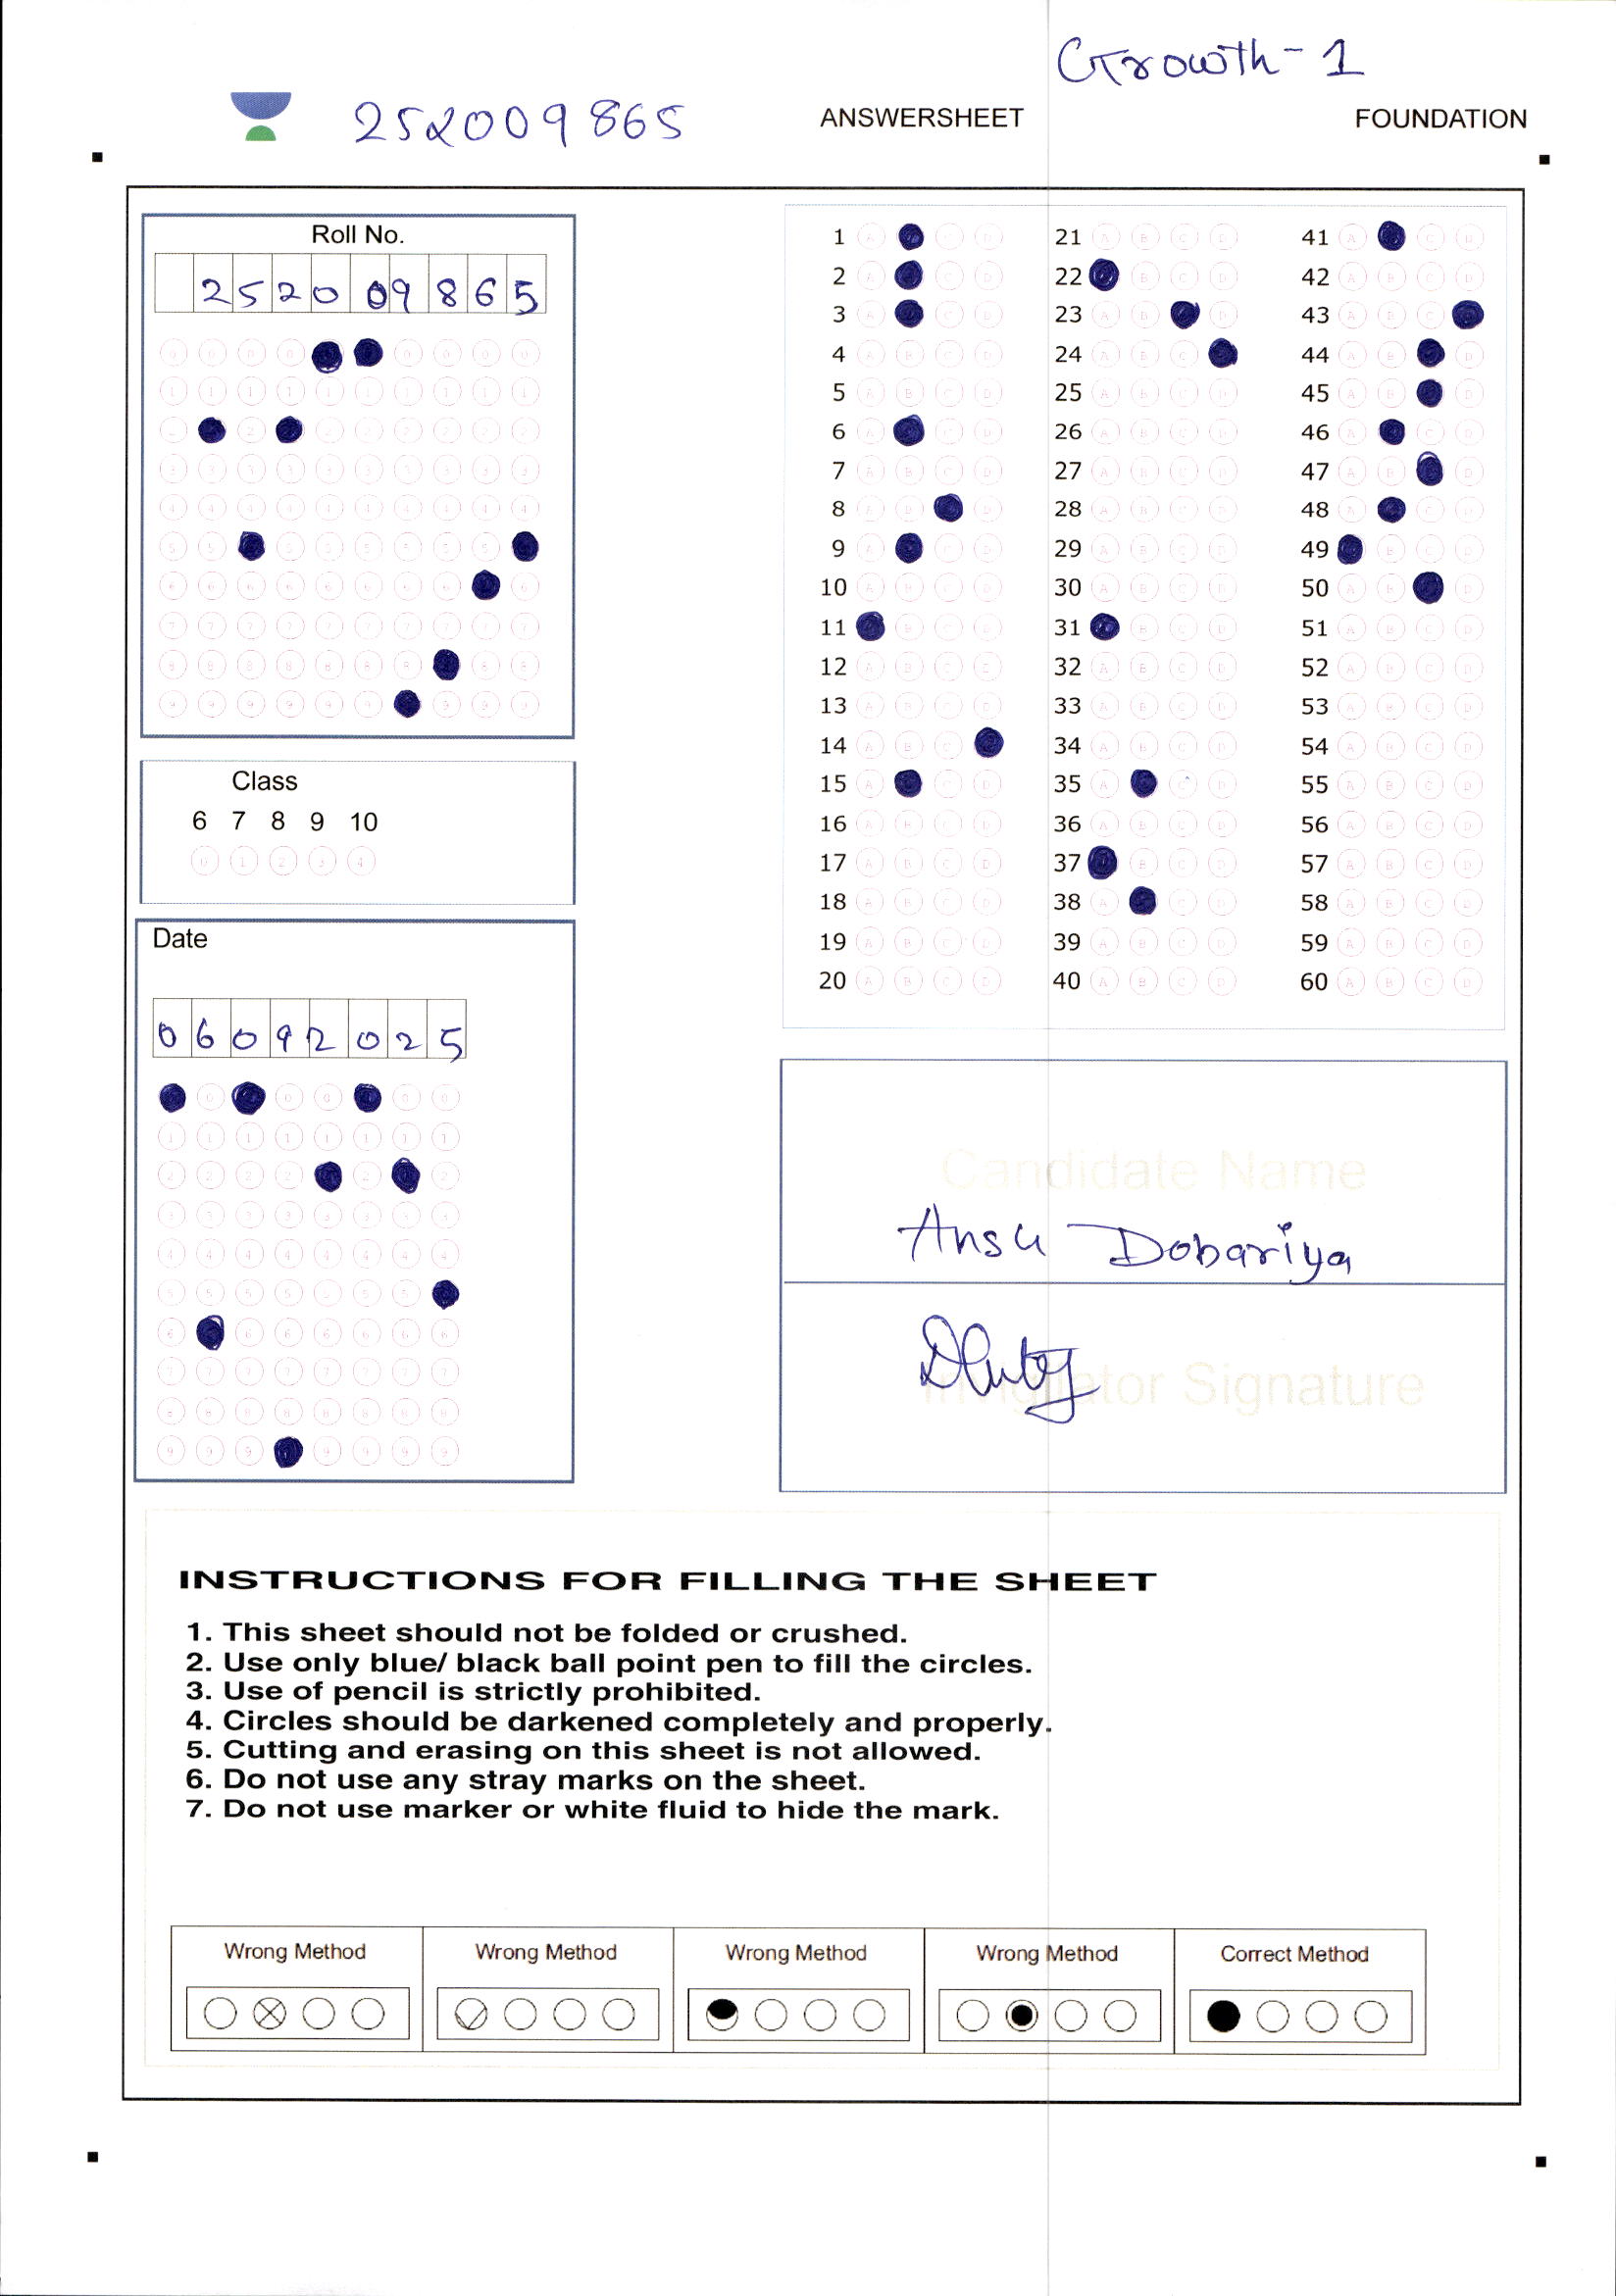 Growth-1
252009865
ANSWERSHEET
FOUNDATION
Roll No.
2 5 2 0 0 9 8 6 5
Class
6 7 8 9 10
Date
0 6 0 9 2 0 2 5
1 A B C D
2 A B C D
3 A B C D
4 A B C D
5 A B C D
6 A B C D
7 A B C D
8 A B C D
9 A B C D
10 A B C D
11 A B C D
12 A B C D
13 A B C D
14 A B C D
15 A B C D
16 A B C D
17 A B C D
18 A B C D
19 A B C D
20 A B C D
21 A B C D
22 A B C D
23 A B C D
24 A B C D
25 A B C D
26 A B C D
27 A B C D
28 A B C D
29 A B C D
30 A B C D
31 A B C D
32 A B C D
33 A B C D
34 A B C D
35 A B C D
36 A B C D
37 A B C D
38 A B C D
39 A B C D
40 A B C D
41 A B C D
42 A B C D
43 A B C D
44 A B C D
45 A B C D
46 A B C D
47 A B C D
48 A B C D
49 A B C D
50 A B C D
51 A B C D
52 A B C D
53 A B C D
54 A B C D
55 A B C D
56 A B C D
57 A B C D
58 A B C D
59 A B C D
60 A B C D
Candidate Name
Dobariya
Invigilator Signature
INSTRUCTIONS FOR FILLING THE SHEET
1. This sheet should not be folded or crushed.
2. Use only blue/ black ball point pen to fill the circles.
3. Use of pencil is strictly prohibited.
4. Circles should be darkened completely and properly.
5. Cutting and erasing on this sheet is not allowed.
6. Do not use any stray marks on the sheet.
7. Do not use marker or white fluid to hide the mark.
Wrong Method
Wrong Method
Wrong Method
Wrong Method
Correct Method